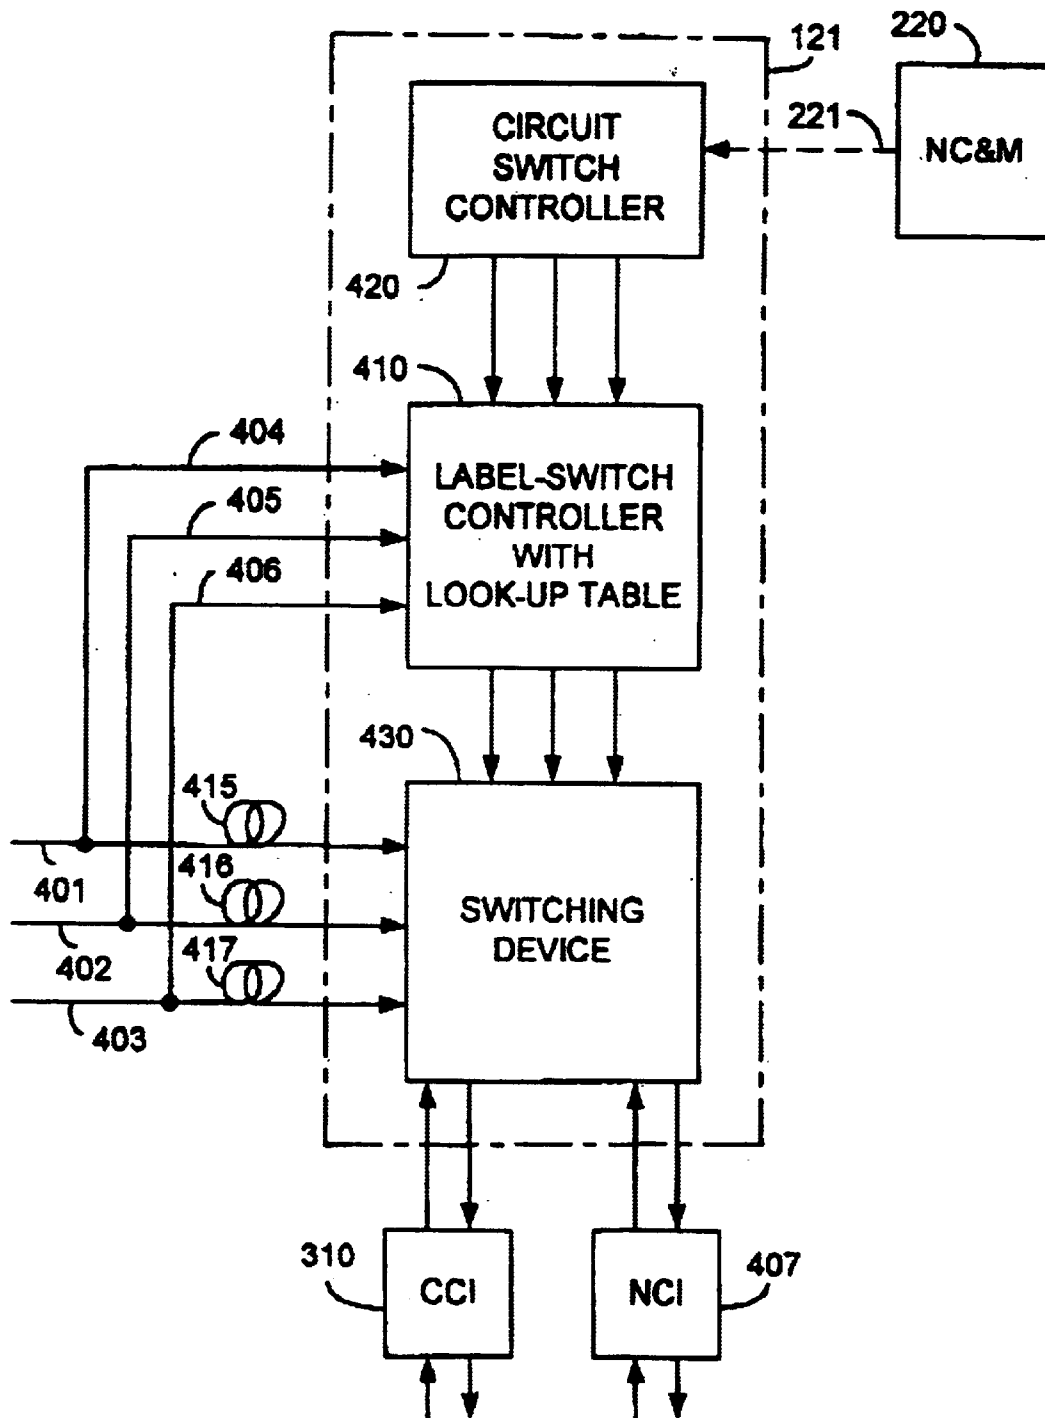 220
121
CIRCUIT
SWITCH
CONTROLLER
221
NC&M
420
410
404
LABEL-SWITCH
CONTROLLER
WITH
LOOK-UP TABLE
405
406
430
415
401
416
SWITCHING
DEVICE
402
417
403
310
CCI
NCI
407